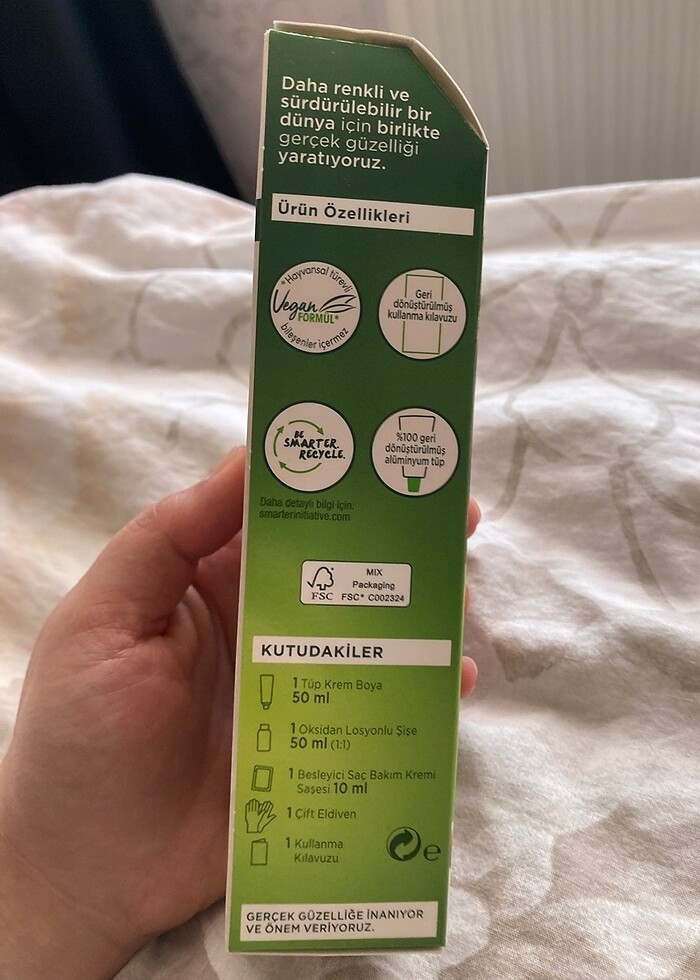 Daha renkli ve
sürdürülebilir bir
dünya için birlikte
gerçek güzelliği
yaratıyoruz.
Ürün Özellikleri
*Hayvansal türevli
Vegan
FORMÜL*
bileşenler içermez
Geri
dönüştürülmüş
kullanma kılavuzu
BE
SMARTER.
RECYCLE.
%100 geri
dönüştürülmüş
alüminyum tüp
Daha detaylı bilgi için:
smarterinitiative.com
FSC
MIX
Packaging
FSC® C002324
KUTUDAKİLER
1 Tüp Krem Boya
50 ml
1 Oksidan Losyonlu Şişe
50 ml (1:1)
1 Besleyici Saç Bakım Kremi
Saşesi 10 ml
1 Çift Eldiven
1 Kullanma
Kılavuzu
e
GERÇEK GÜZELLİĞE İNANIYOR
VE ÖNEM VERİYORUZ.